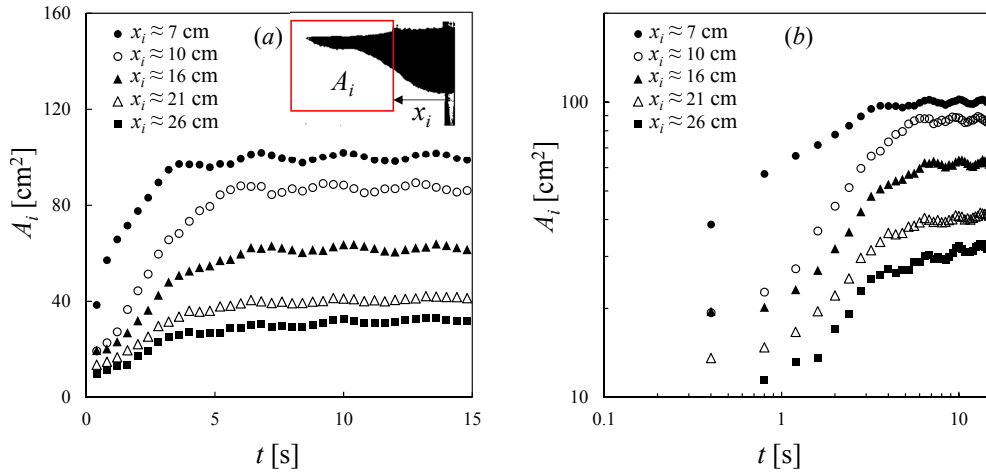 160
120
80
40
0
0
5
10
15
A_i [cm²]
t [s]
(a)
x_i ≈ 7 cm
x_i ≈ 10 cm
x_i ≈ 16 cm
x_i ≈ 21 cm
x_i ≈ 26 cm
A_i
x_i
(b)
x_i ≈ 7 cm
x_i ≈ 10 cm
x_i ≈ 16 cm
x_i ≈ 21 cm
x_i ≈ 26 cm
100
10
0.1
1
10
A_i [cm²]
t [s]